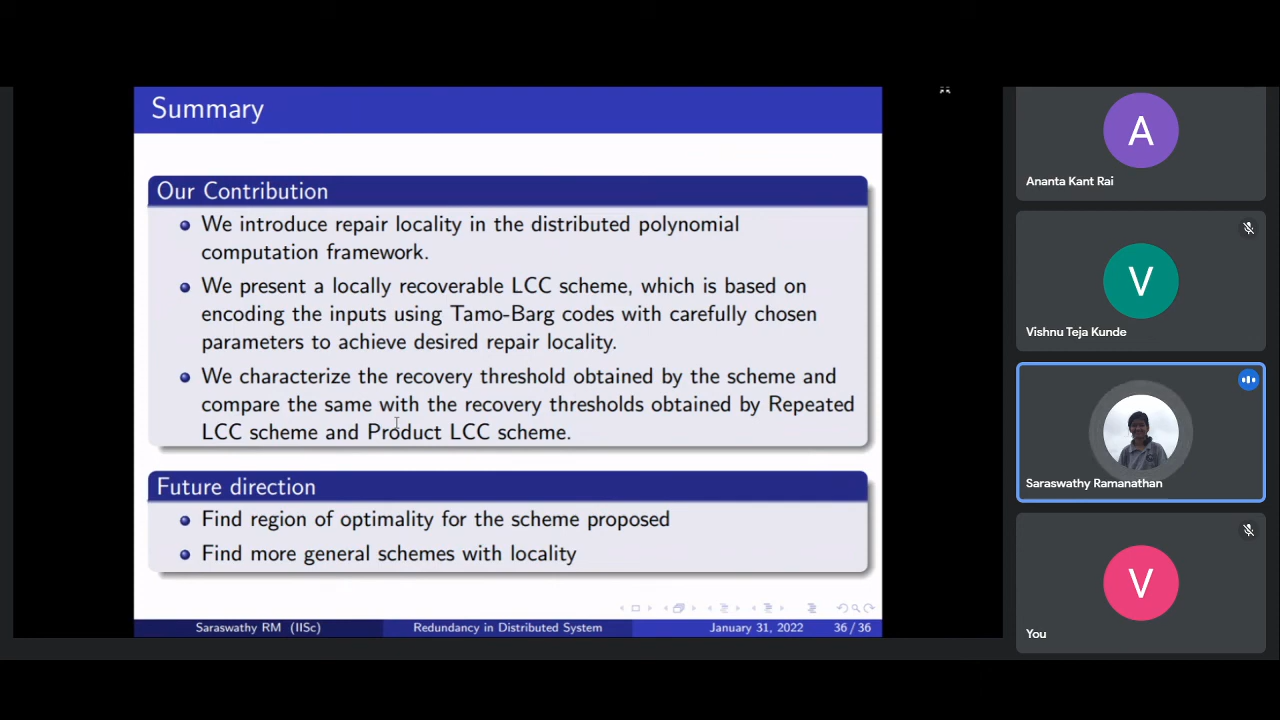 Summary
Our Contribution
We introduce repair locality in the distributed polynomial
computation framework.
We present a locally recoverable LCC scheme, which is based on
encoding the inputs using Tamo-Barg codes with carefully chosen
parameters to achieve desired repair locality.
We characterize the recovery threshold obtained by the scheme and
compare the same with the recovery thresholds obtained by Repeated
LCC scheme and Product LCC scheme.
Future direction
Find region of optimality for the scheme proposed
Find more general schemes with locality
Saraswathy RM (IISc) Redundancy in Distributed System January 31, 2022 36 / 36
A
Ananta Kant Rai
V
Vishnu Teja Kunde
Saraswathy Ramanathan
V
You